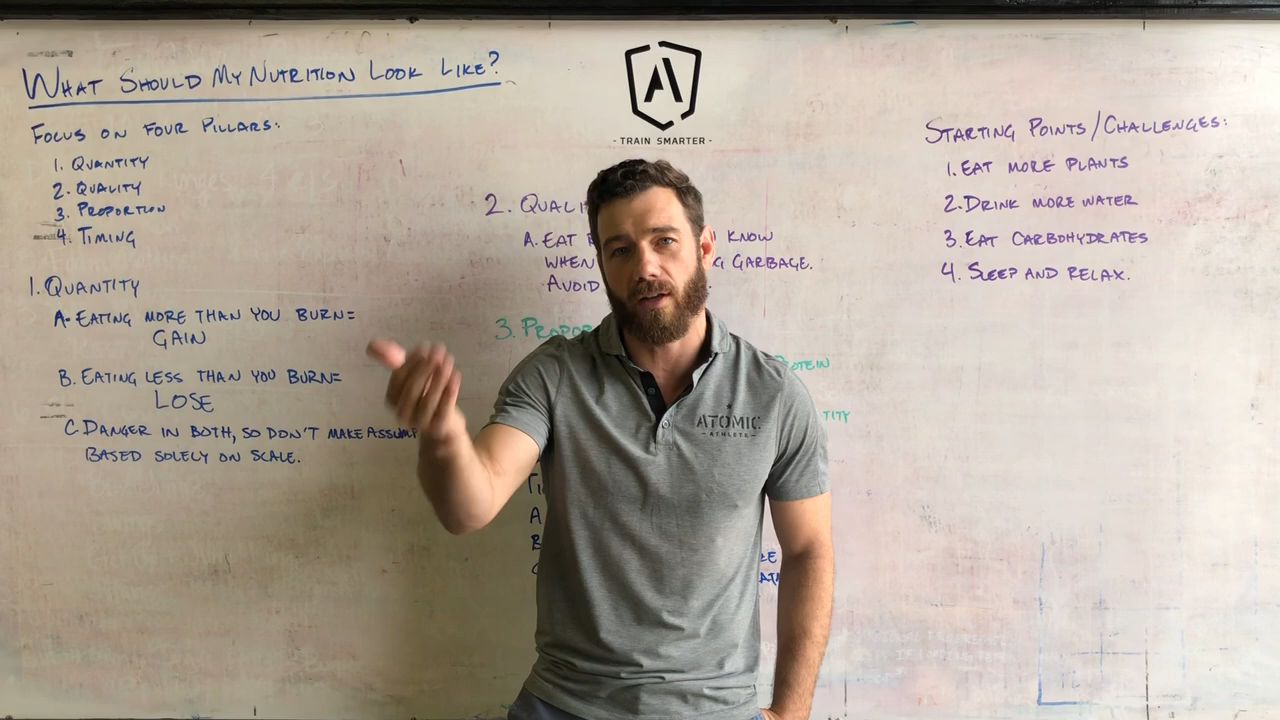 WHAT SHOULD MY NUTRITION LOOK LIKE?
FOCUS ON FOUR PILLARS:
1. QUANTITY
2. QUALITY
3. PROPORTION
4. TIMING
1. QUANTITY
A. EATING MORE THAN YOU BURN=
GAIN
B. EATING LESS THAN YOU BURN=
LOSE
C. DANGER IN BOTH, SO DON'T MAKE
BASED SOLELY ON SCALE.
- TRAIN SMARTER -
2.
A. EAT KNOW
WHEN GARBAGE.
AVOID
3.
A
B
ATOMIC
- ATHLETE -
STARTING POINTS/CHALLENGES:
1. EAT MORE PLANTS
2. DRINK MORE WATER
3. EAT CARBOHYDRATES
4. SLEEP AND RELAX.